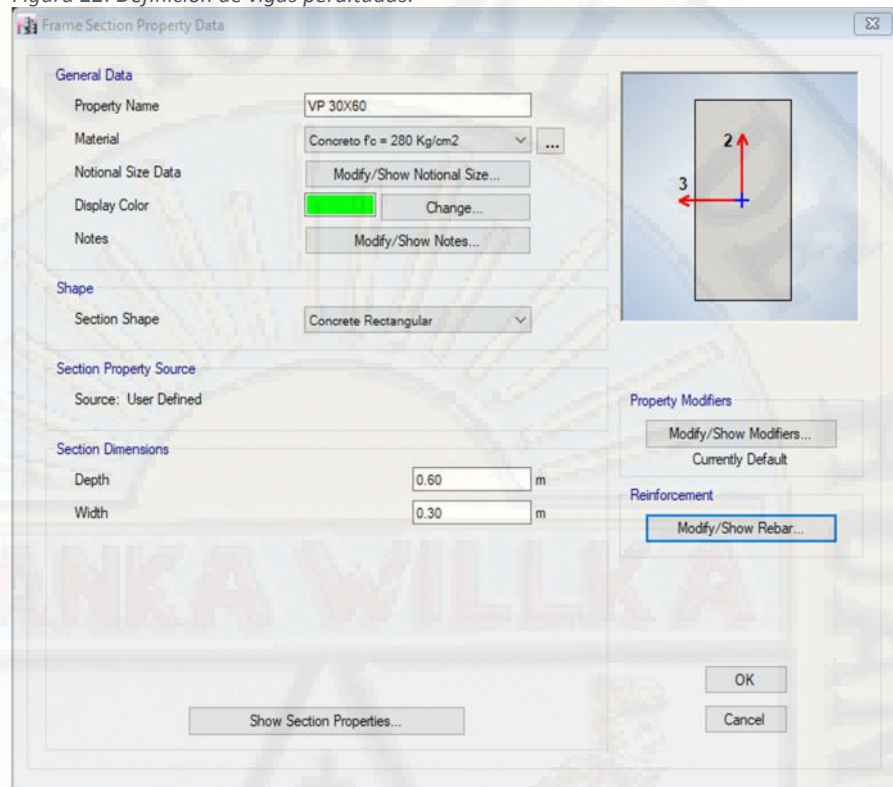 Figura 22. Definición de vigas peraltadas.
Frame Section Property Data
General Data
Property Name VP 30X60
Material Concreto f'c = 280 Kg/cm2 ...
Notional Size Data Modify/Show Notional Size...
Display Color Change...
Notes Modify/Show Notes...
2
3
Shape
Section Shape Concrete Rectangular
Section Property Source
Source: User Defined
Property Modifiers
Modify/Show Modifiers...
Currently Default
Section Dimensions
Depth 0.60 m
Width 0.30 m
Reinforcement
Modify/Show Rebar...
ANKA WILLKA
OK
Show Section Properties...
Cancel